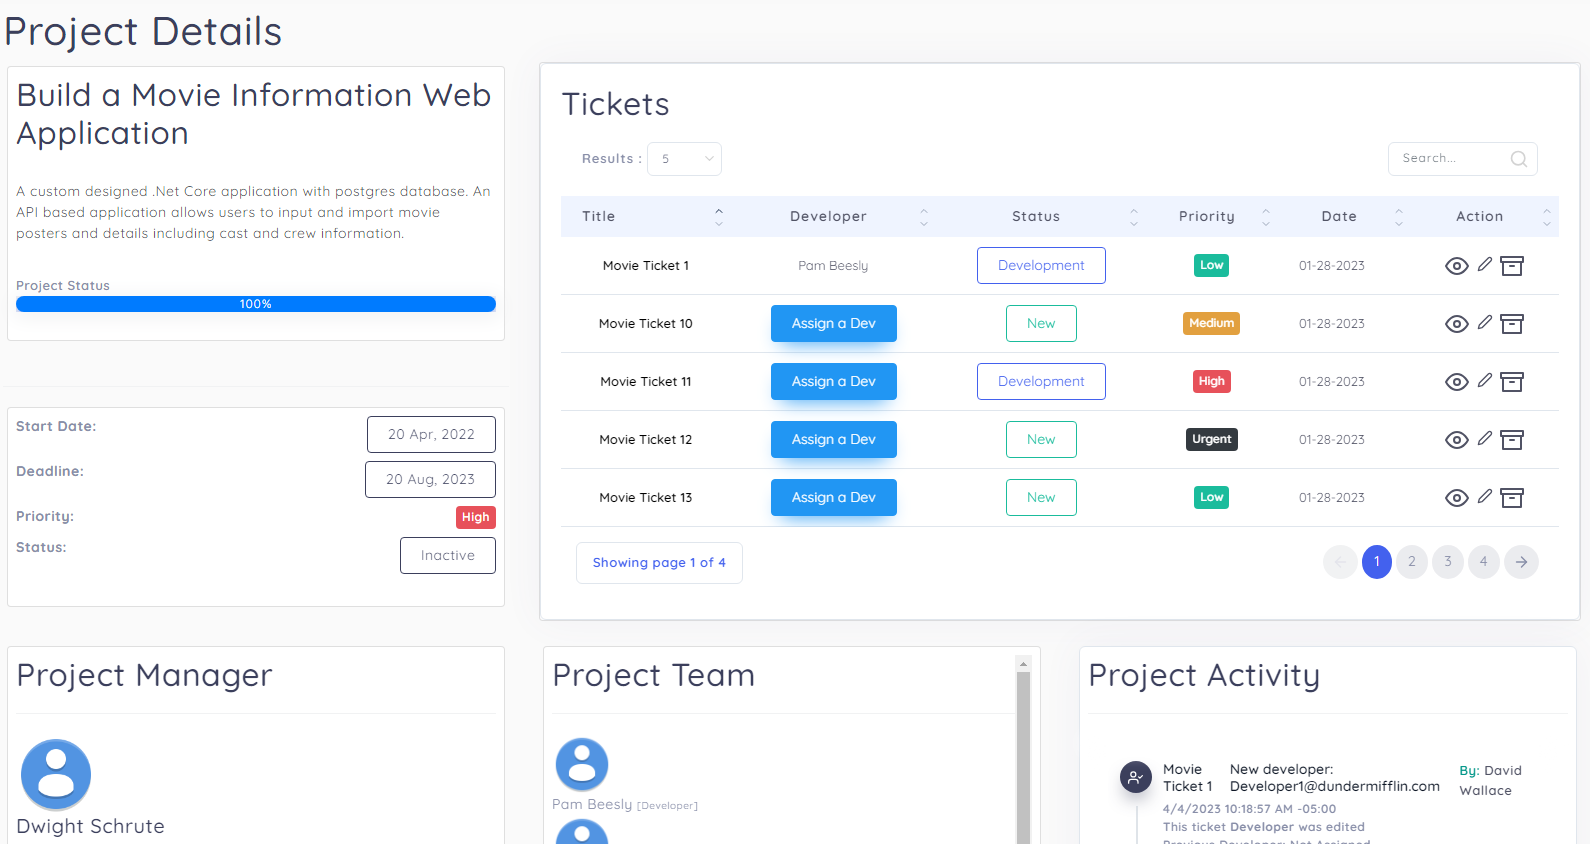 Project Details
Build a Movie Information Web
Application
A custom designed .Net Core application with postgres database. An
API based application allows users to input and import movie
posters and details including cast and crew information.
Project Status
100%
Start Date:
20 Apr, 2022
Deadline:
20 Aug, 2023
Priority:
High
Status:
Inactive
Tickets
Results :
5
Search...
Title Developer Status Priority Date Action
Movie Ticket 1 Pam Beesly Development Low 01-28-2023
Movie Ticket 10 Assign a Dev New Medium 01-28-2023
Movie Ticket 11 Assign a Dev Development High 01-28-2023
Movie Ticket 12 Assign a Dev New Urgent 01-28-2023
Movie Ticket 13 Assign a Dev New Low 01-28-2023
Showing page 1 of 4
1 2 3 4
Project Manager
Dwight Schrute
Project Team
Pam Beesly [Developer]
Project Activity
Movie
Ticket 1
New developer:
Developer1@dundermifflin.com
By: David
Wallace
4/4/2023 10:18:57 AM -05:00
This ticket Developer was edited
Previous Developer: Not Assigned